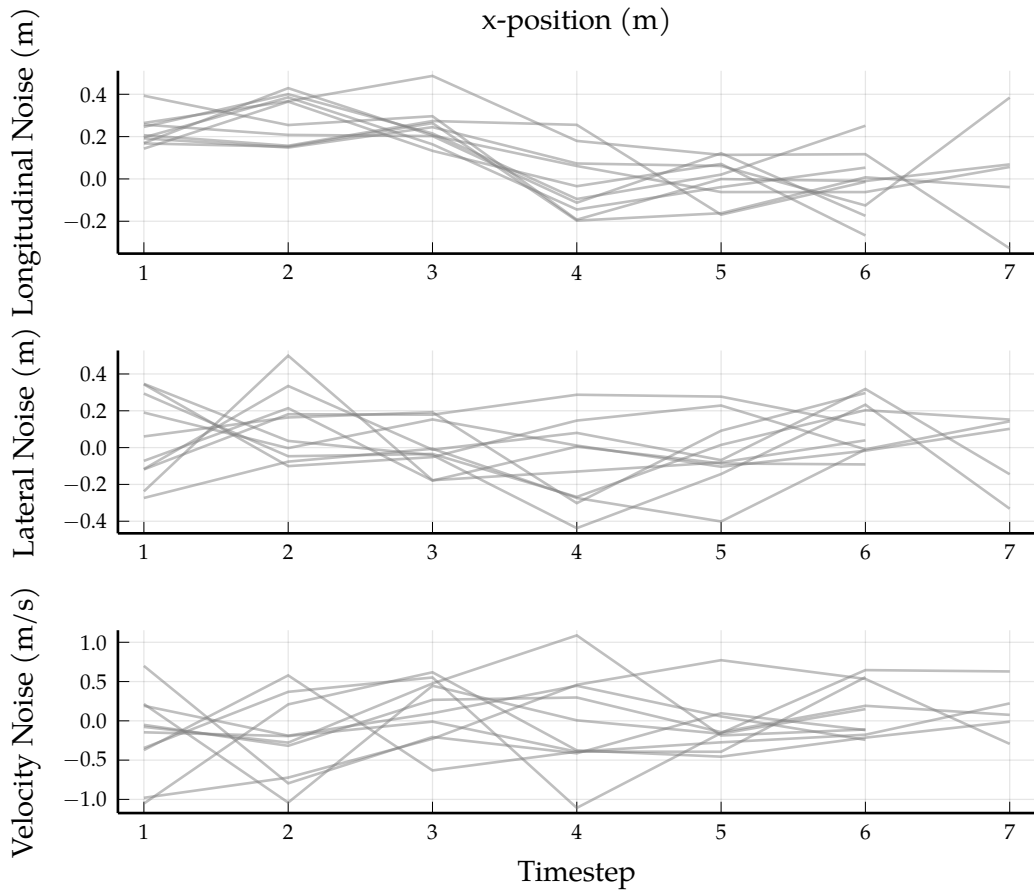 x-position (m)
Longitudinal Noise (m)
0.4
0.2
0.0
−0.2
1 2 3 4 5 6 7
Lateral Noise (m)
0.4
0.2
0.0
−0.2
−0.4
1 2 3 4 5 6 7
Velocity Noise (m/s)
1.0
0.5
0.0
−0.5
−1.0
1 2 3 4 5 6 7
Timestep